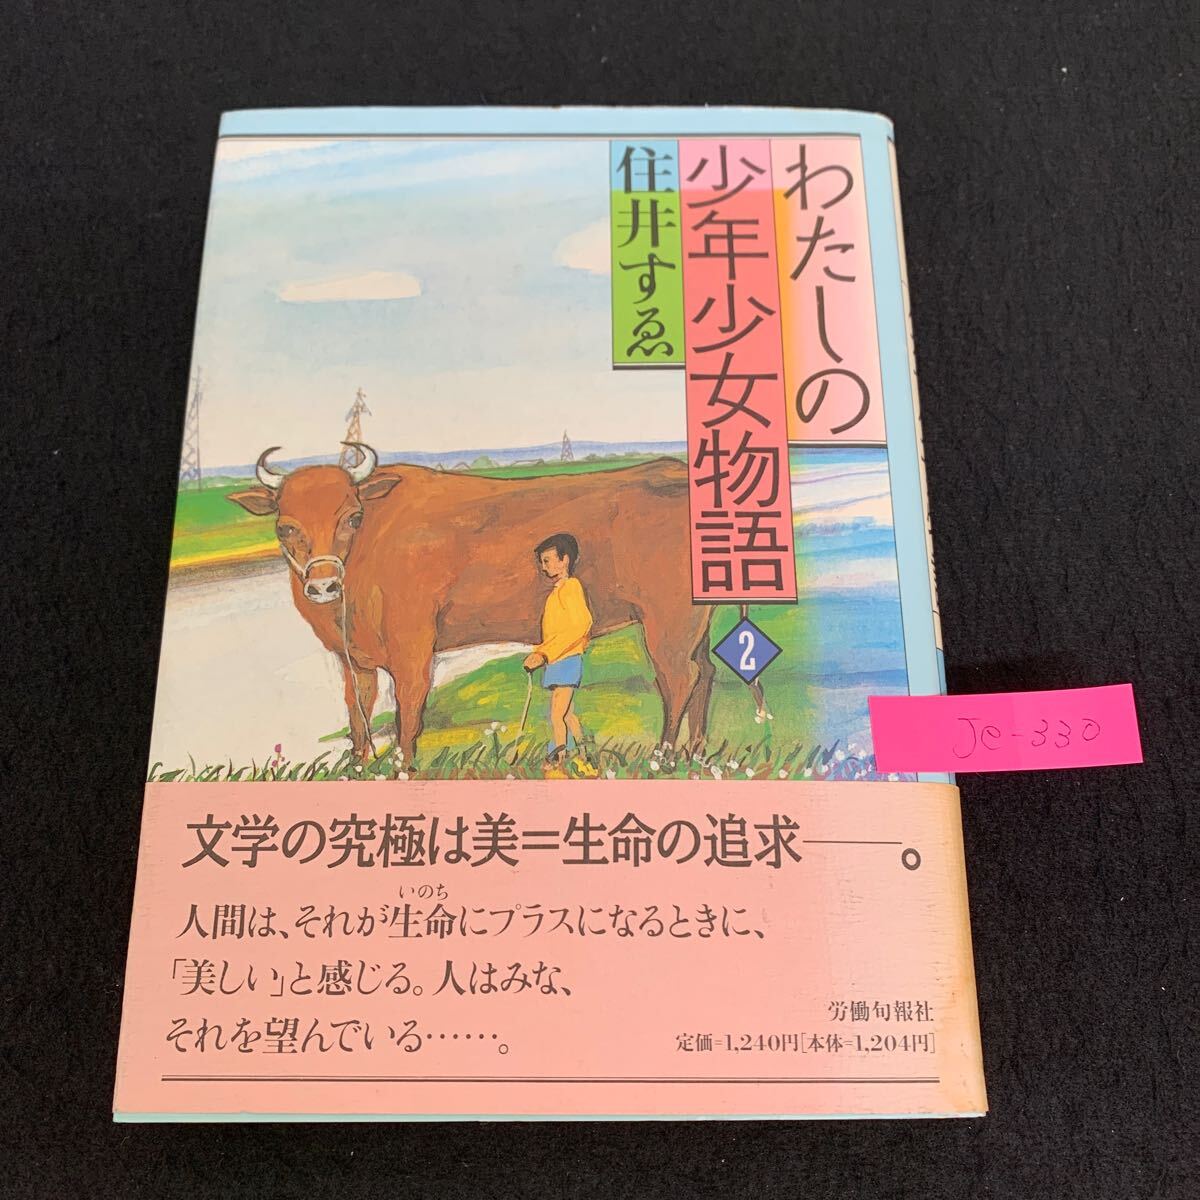 わたしの
少年少女物語
2
住井すゑ
Je-330
文学の究極は美=生命の追求——。
いのち
人間は、それが生命にプラスになるときに、
「美しい」と感じる。人はみな、
それを望んでいる……。
労働旬報社
定価=1,240円[本体=1,204円]